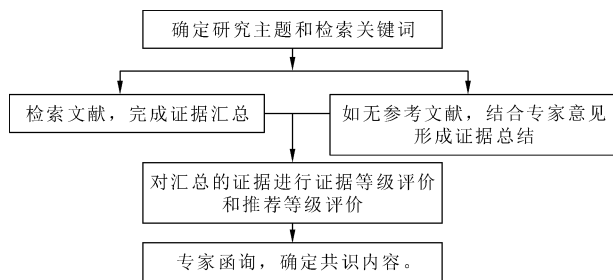 确定研究主题和检索关键词
检索文献，完成证据汇总
如无参考文献，结合专家意见
形成证据总结
对汇总的证据进行证据等级评价
和推荐等级评价
专家函询，确定共识内容。